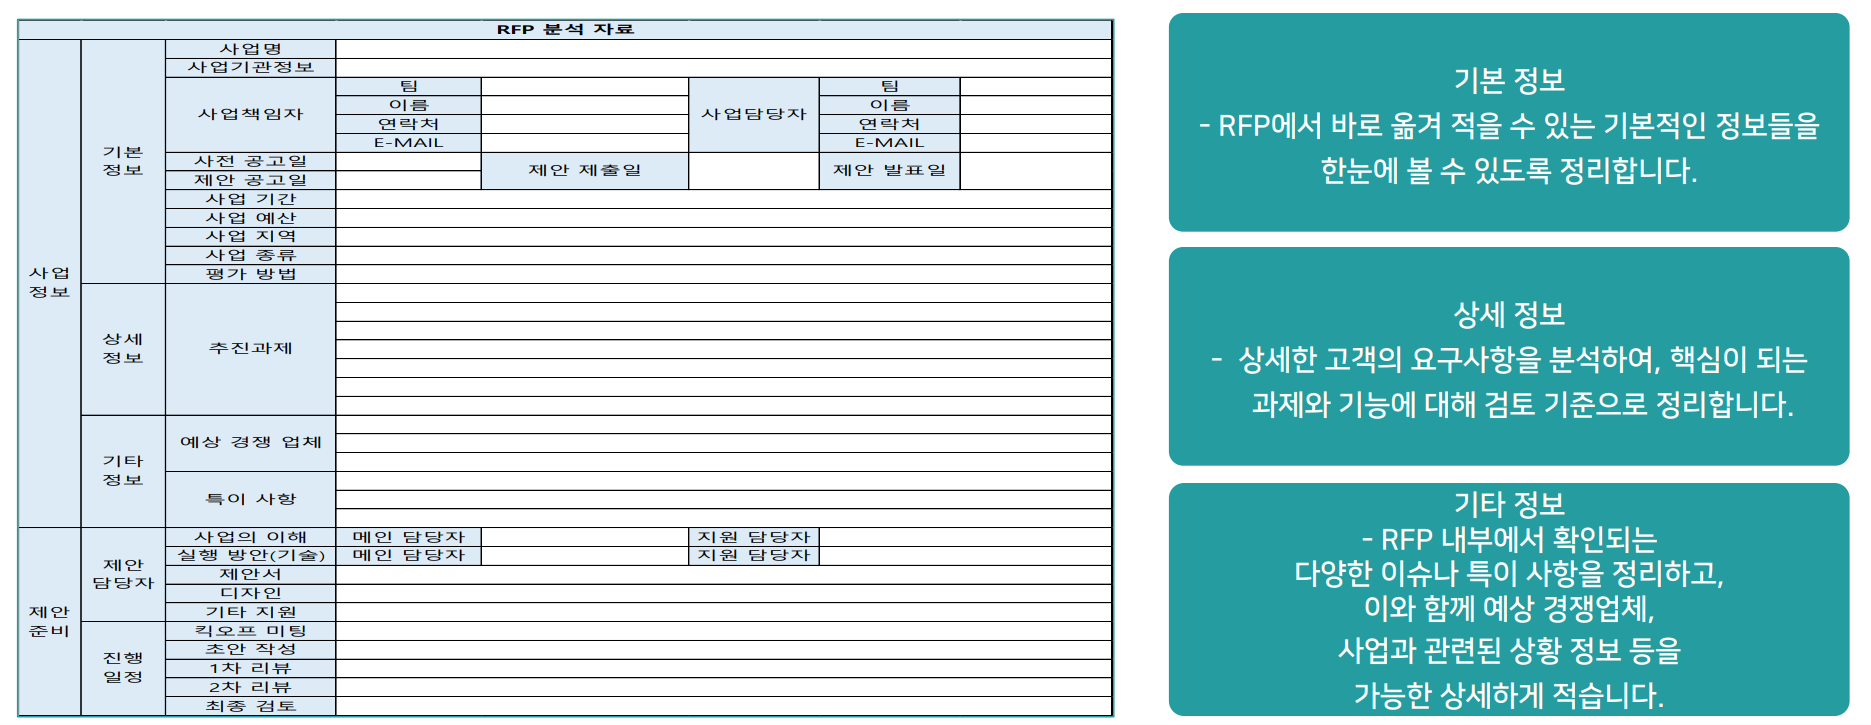 RFP 분석 자료
사업명
사업기관정보
팀 팀
이름 이름
사업책임자 사업담당자
연락처 연락처
E-MAIL E-MAIL
기본
정보
사전 공고일
제안 제출일 제안 발표일
제안 공고일
사업 기간
사업 예산
사업 지역
사업 종류
평가 방법
사업
정보
상세
정보
추진과제
예상 경쟁 업체
기타
정보
특이 사항
사업의 이해 메인 담당자 지원 담당자
실행 방안(기술) 메인 담당자 지원 담당자
제안
담당자
제안서
디자인
기타 지원
제안
준비
킥오프 미팅
초안 작성
진행
일정
1차 리뷰
2차 리뷰
최종 검토
기본 정보
- RFP에서 바로 옮겨 적을 수 있는 기본적인 정보들을
한눈에 볼 수 있도록 정리합니다.
상세 정보
- 상세한 고객의 요구사항을 분석하여, 핵심이 되는
과제와 기능에 대해 검토 기준으로 정리합니다.
기타 정보
- RFP 내부에서 확인되는
다양한 이슈나 특이 사항을 정리하고,
이와 함께 예상 경쟁업체,
사업과 관련된 상황 정보 등을
가능한 상세하게 적습니다.